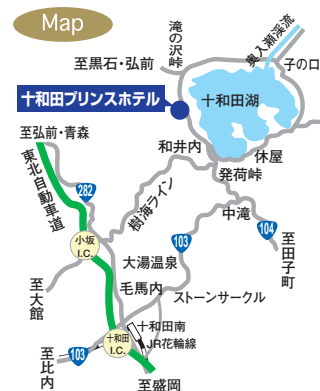 Map
滝の沢峠
奥入瀬渓流
至黒石・弘前
子の口
十和田プリンスホテル
十和田湖
至弘前・青森
和井内
休屋
発荷峠
東北自動車道
282
樹海ライン
中滝
小坂
I.C.
103
104
大湯温泉
至田子町
至大館
毛馬内
ストーンサークル
十和田南
JR花輪線
十和田
I.C.
103
至比内
至盛岡